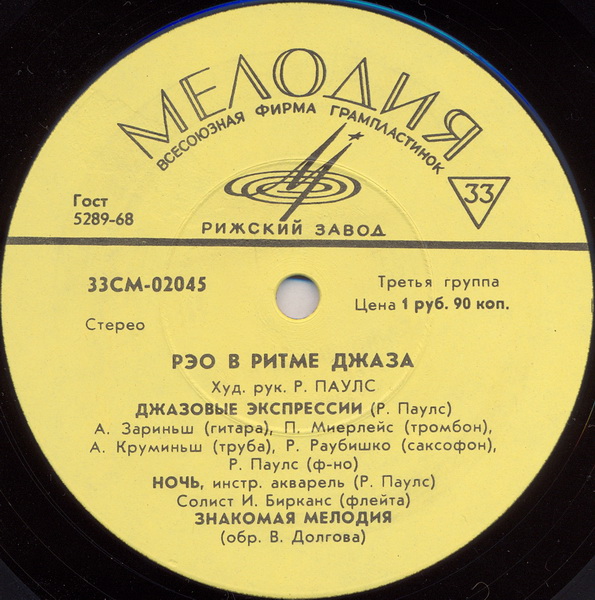 МЕЛОДИЯ
ВСЕСОЮЗНАЯ ФИРМА ГРАМПЛАСТИНОК
33
Гост
5289-68
РИЖСКИЙ ЗАВОД
33СМ-02045
Третья группа
Цена 1 руб. 90 коп.
Стерео
РЭО В РИТМЕ ДЖАЗА
Худ. рук. Р. ПАУЛС
ДЖАЗОВЫЕ ЭКСПРЕССИИ (Р. Паулс)
А. Зариньш (гитара), П. Миерлейс (тромбон),
А. Круминьш (труба), Р. Раубишко (саксофон),
Р. Паулс (ф-но)
НОЧЬ, инстр. акварель (Р. Паулс)
Солист И. Бирканс (флейта)
ЗНАКОМАЯ МЕЛОДИЯ
(обр. В. Долгова)